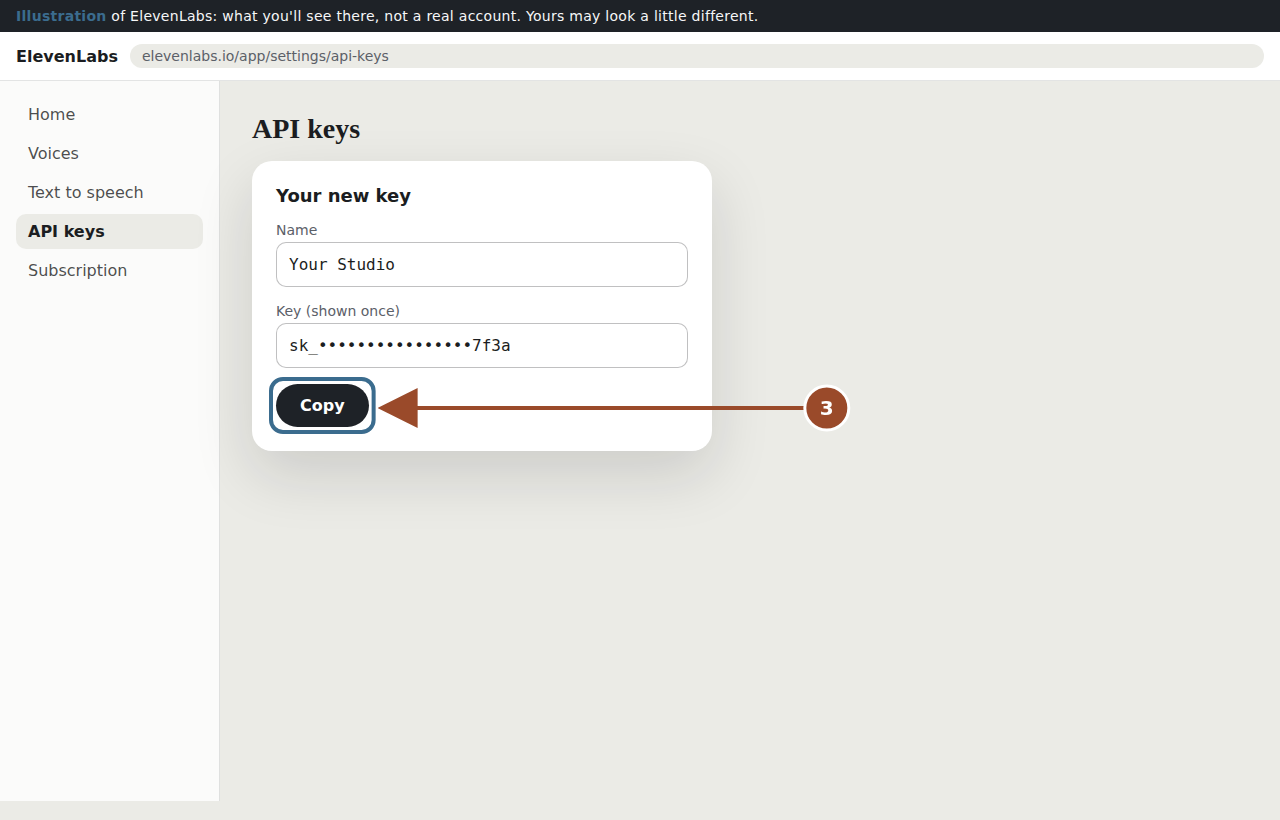 Illustration of ElevenLabs: what you'll see there, not a real account. Yours may look a little different.
ElevenLabs
elevenlabs.io/app/settings/api-keys
Home
Voices
Text to speech
API keys
Subscription
API keys
Your new key
Name
Your Studio
Key (shown once)
sk_••••••••••••••••7f3a
Copy
3